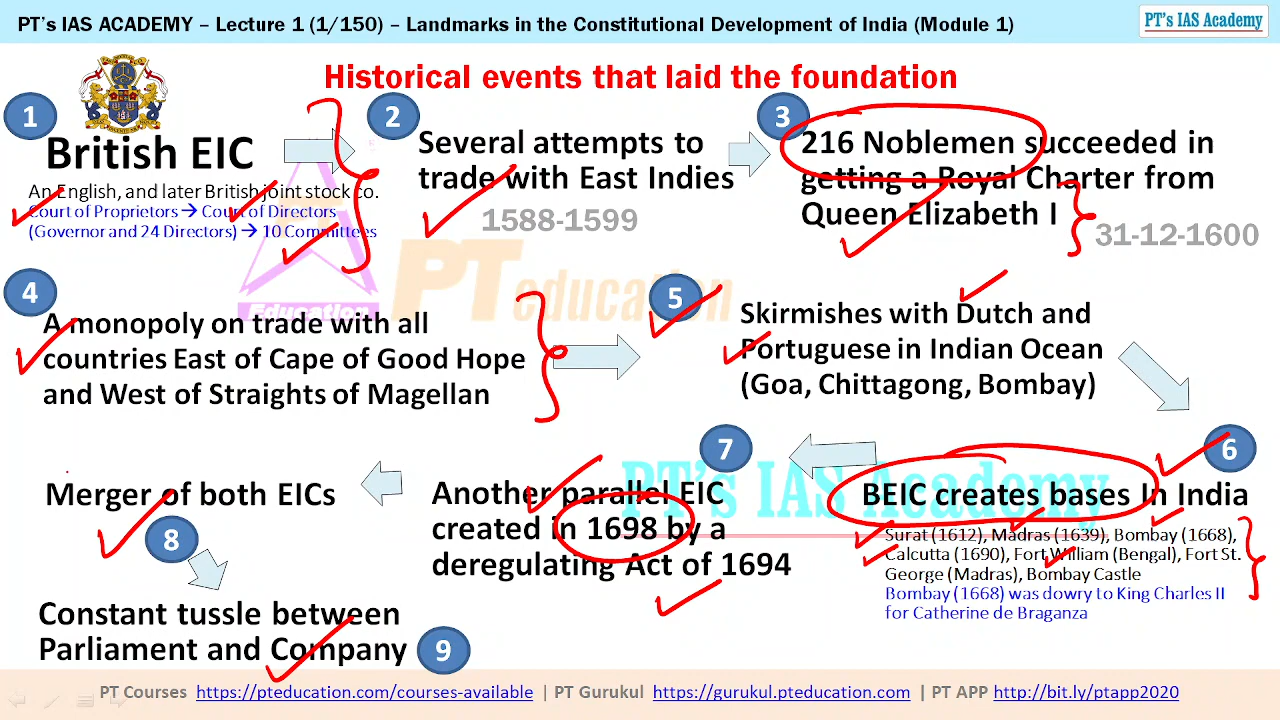 PT's IAS ACADEMY – Lecture 1 (1/150) – Landmarks in the Constitutional Development of India (Module 1)
PT's IAS Academy
Historical events that laid the foundation
1
British EIC
An English, and later British joint stock co.
Court of Proprietors → Court of Directors
(Governor and 24 Directors) → 10 Committees
2
Several attempts to
trade with East Indies
1588-1599
3
216 Noblemen succeeded in
getting a Royal Charter from
Queen Elizabeth I
31-12-1600
PT education
Education
4
A monopoly on trade with all
countries East of Cape of Good Hope
and West of Straights of Magellan
5
Skirmishes with Dutch and
Portuguese in Indian Ocean
(Goa, Chittagong, Bombay)
6
BEIC creates bases In India
Surat (1612), Madras (1639), Bombay (1668),
Calcutta (1690), Fort William (Bengal), Fort St.
George (Madras), Bombay Castle
Bombay (1668) was dowry to King Charles II
for Catherine de Braganza
PT's IAS Academy
7
Another parallel EIC
created in 1698 by a
deregulating Act of 1694
Merger of both EICs
8
Constant tussle between
Parliament and Company
9
PT Courses https://pteducation.com/courses-available | PT Gurukul https://gurukul.pteducation.com | PT APP http://bit.ly/ptapp2020